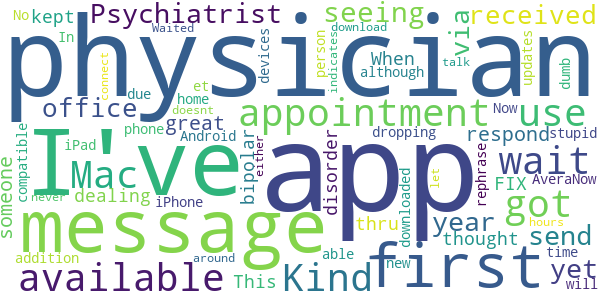 No kept Psychiatrist seeing via received
In Waited When person download indicates updates
physician
connect devices although talk dumb
office due et home doesnt
great appointment use
phone Android dropping Now respond stupid
I've app wait
compatible iPad Mac bipolar either disorder rephrase AveraNow
someone never dealing iPhone thru downloaded year FIX let got hours
message first thought send
addition This able new time
available around Kind yet will